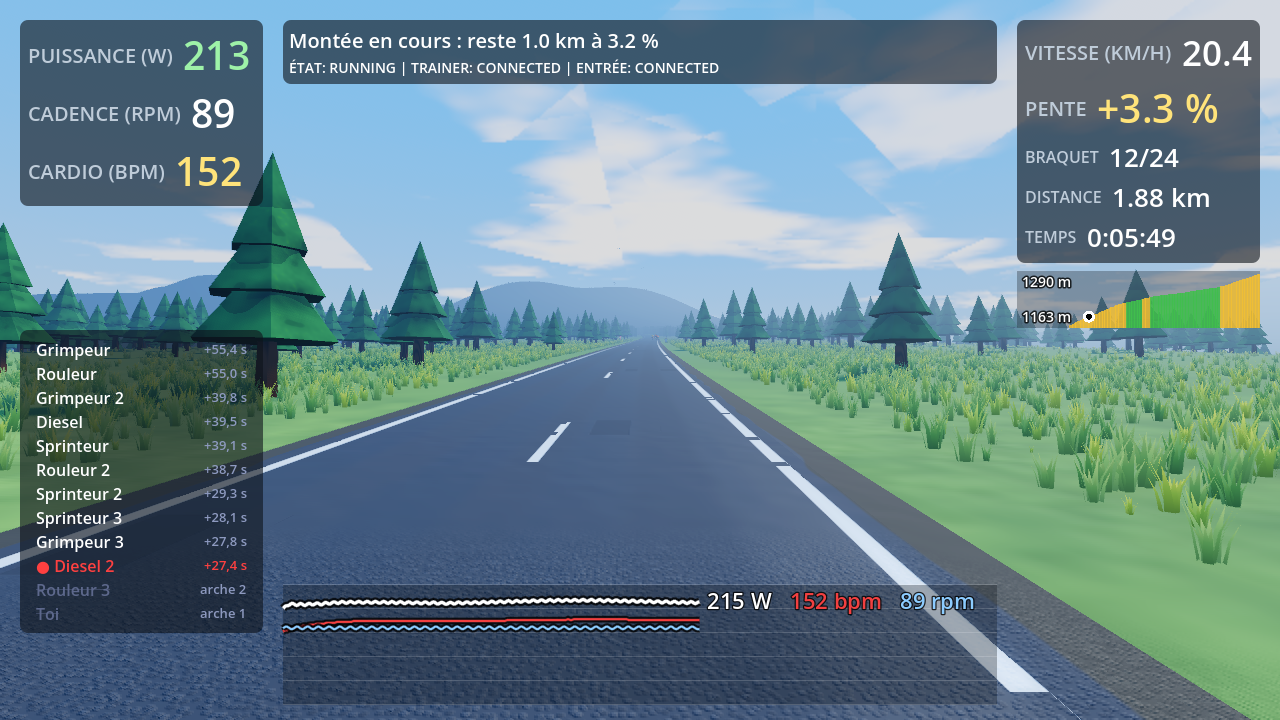 PUISSANCE (W) 213
CADENCE (RPM) 89
CARDIO (BPM) 152
Montée en cours : reste 1.0 km à 3.2 %
ÉTAT: RUNNING | TRAINER: CONNECTED | ENTRÉE: CONNECTED
VITESSE (KM/H) 20.4
PENTE +3.3 %
BRAQUET 12/24
DISTANCE 1.88 km
TEMPS 0:05:49
1290 m
1163 m
Grimpeur +55,4 s
Rouleur +55,0 s
Grimpeur 2 +39,8 s
Diesel +39,5 s
Sprinteur +39,1 s
Rouleur 2 +38,7 s
Sprinteur 2 +29,3 s
Sprinteur 3 +28,1 s
Grimpeur 3 +27,8 s
Diesel 2 +27,4 s
Rouleur 3 arche 2
Toi arche 1
215 W 152 bpm 89 rpm